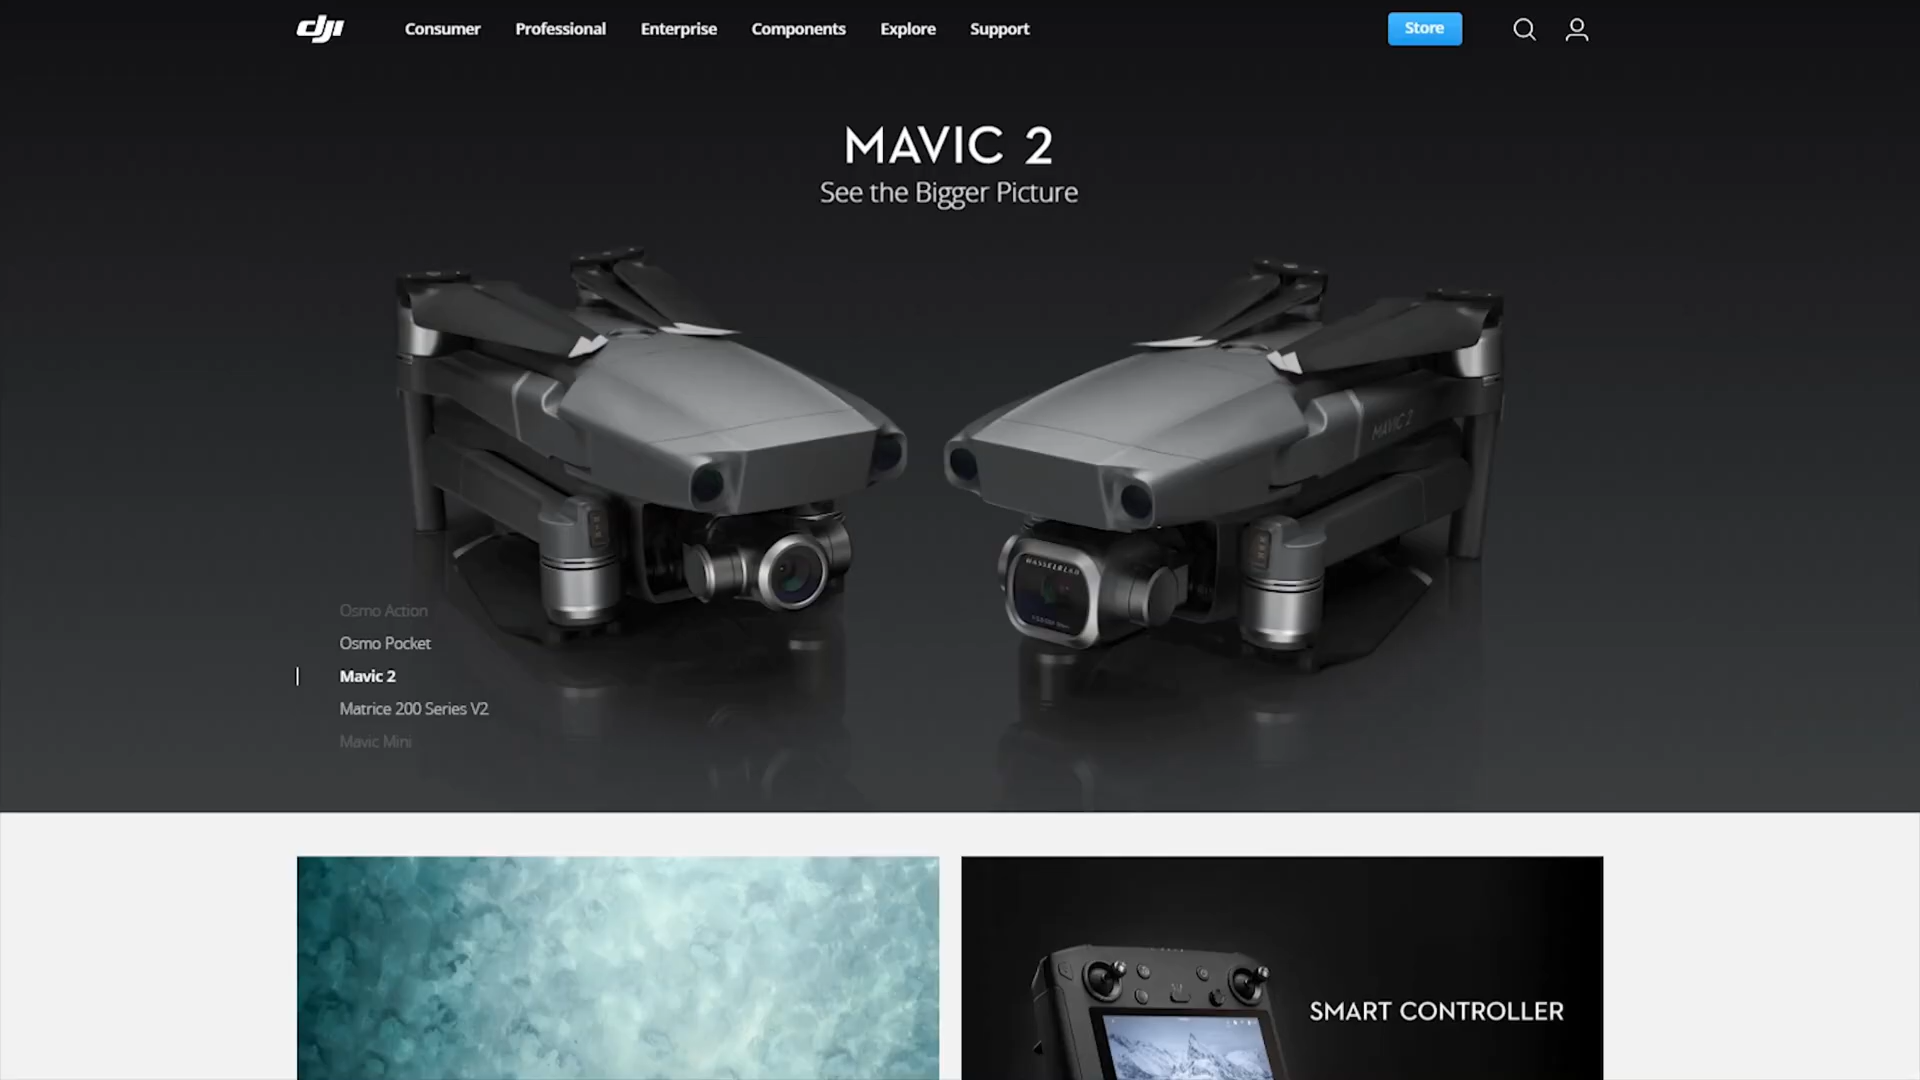 dji
Consumer
Professional
Enterprise
Components
Explore
Support
Store
MAVIC 2
See the Bigger Picture
MAVIC 2
HASSELBLAD
Osmo Action
Osmo Pocket
Mavic 2
Matrice 200 Series V2
Mavic Mini
SMART CONTROLLER